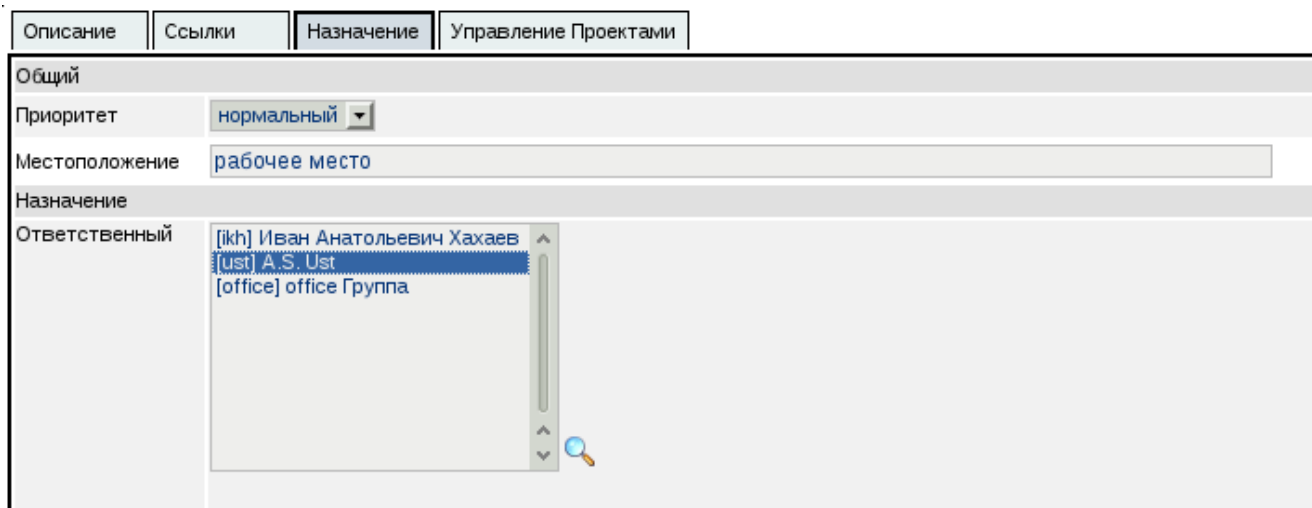 Описание Ссылки Назначение Управление Проектами
Общий
Приоритет нормальный
Местоположение рабочее место
Назначение
Ответственный [ikh] Иван Анатольевич Хахаев
[ust] A.S. Ust
[office] office Группа